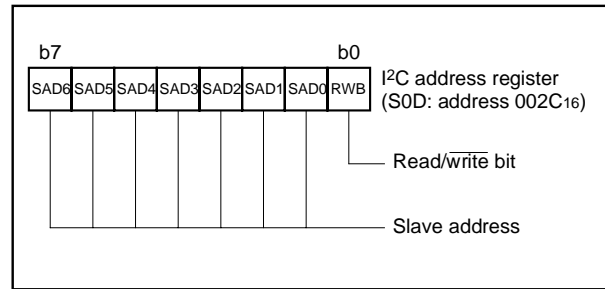 b7 b0
SAD6 SAD5 SAD4 SAD3 SAD2 SAD1 SAD0 RWB
I²C address register
(S0D: address 002C₁₆)
Read/write bit
Slave address